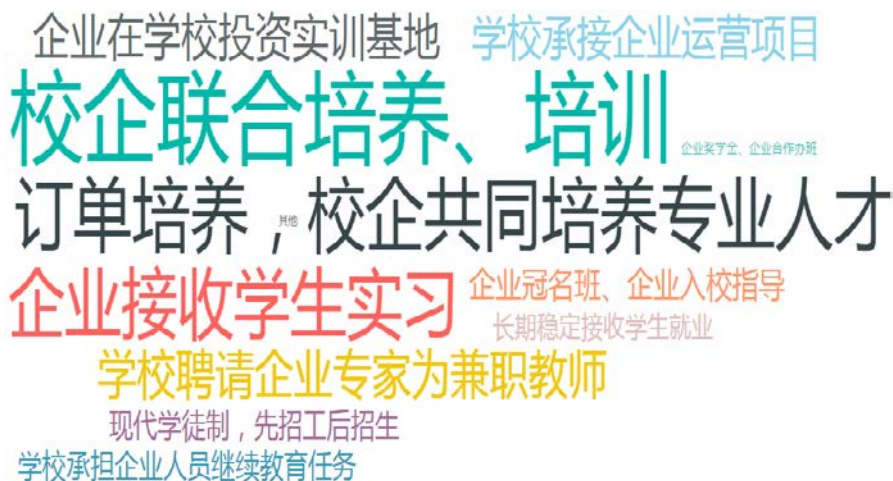 企业在学校投资实训基地
学校承接企业运营项目
校企联合培养、培训
企业奖学金、企业合作办班
订单培养，校企共同培养专业人才
其他
企业接收学生实习
企业冠名班、企业入校指导
长期稳定接收学生就业
学校聘请企业专家为兼职教师
现代学徒制，先招工后招生
学校承担企业人员继续教育任务